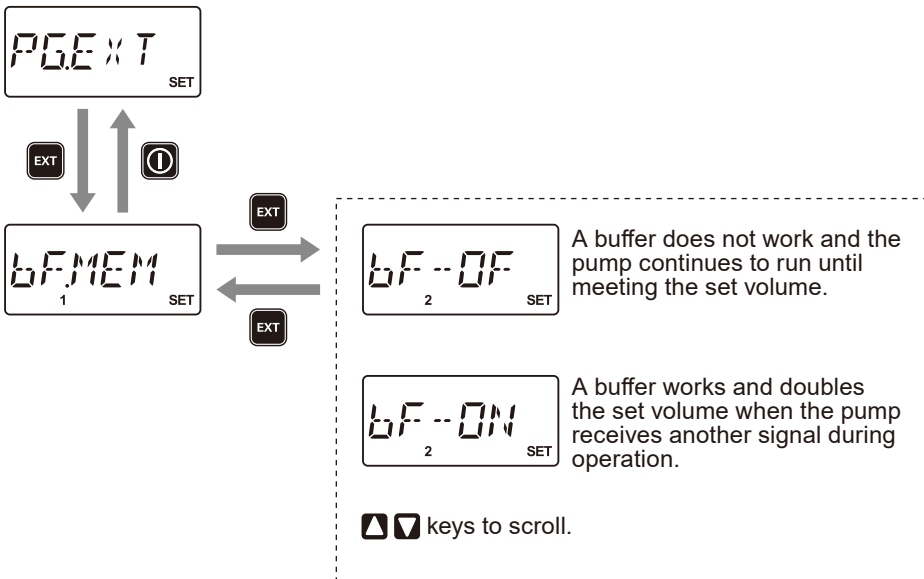 PG.EXT
SET
EXT
EXT
bF.MEM
1
SET
EXT
bF--OF
2
SET
A buffer does not work and the
pump continues to run until
meeting the set volume.
bF--ON
2
SET
A buffer works and doubles
the set volume when the pump
receives another signal during
operation.
keys to scroll.